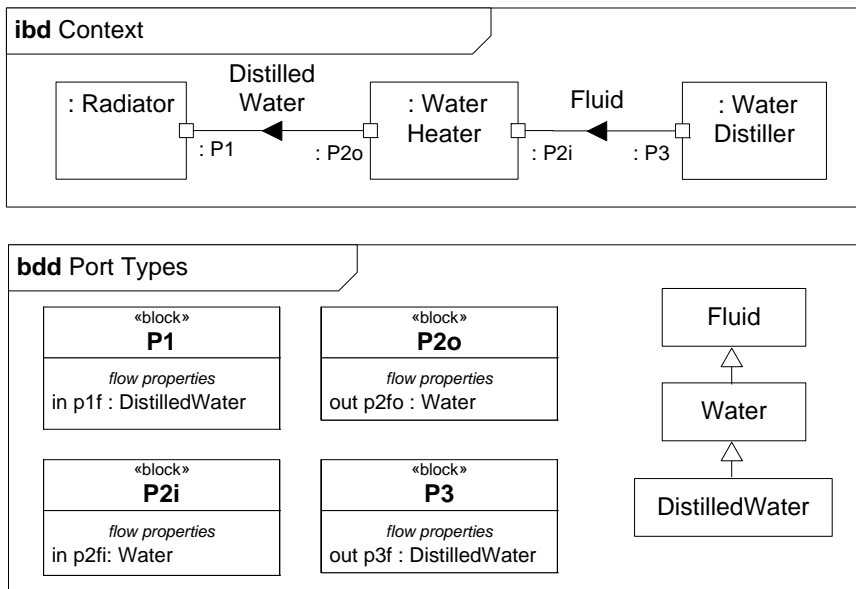 ibd Context
Distilled
Water
Fluid
: Radiator
: Water
Heater
: Water
Distiller
: P1
: P2o
: P2i
: P3
bdd Port Types
«block»
P1
flow properties
in p1f : DistilledWater
«block»
P2o
flow properties
out p2fo : Water
Fluid
Water
DistilledWater
«block»
P2i
flow properties
in p2fi: Water
«block»
P3
flow properties
out p3f : DistilledWater